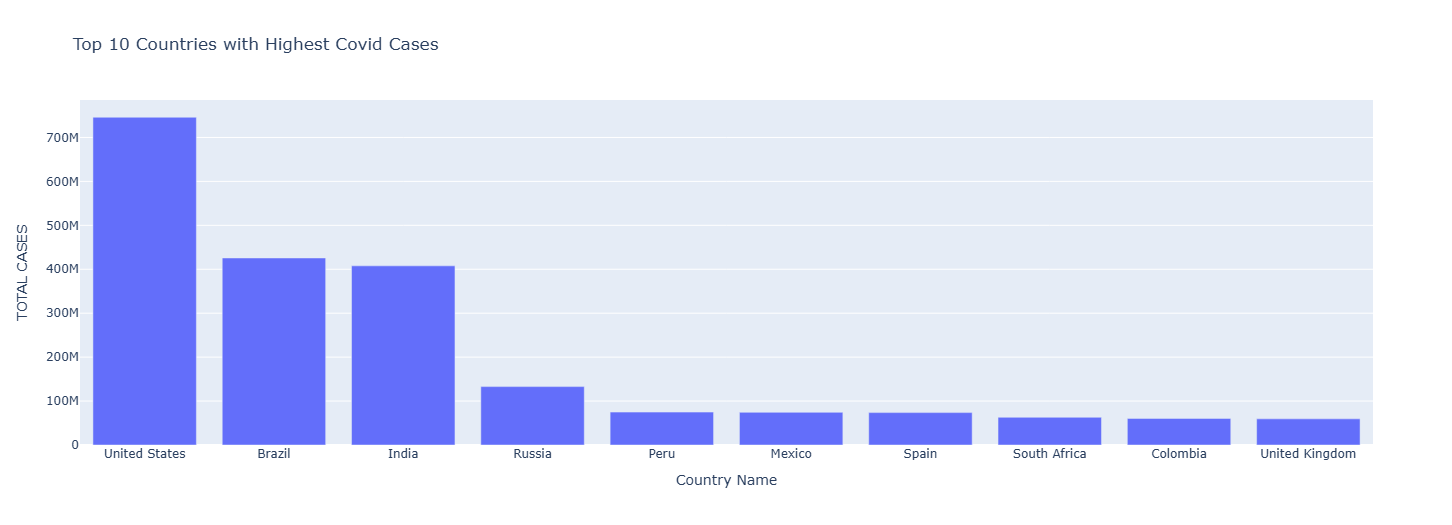 Top 10 Countries with Highest Covid Cases
TOTAL CASES
700M
600M
500M
400M
300M
200M
100M
0
United States Brazil India Russia Peru Mexico Spain South Africa Colombia United Kingdom
Country Name